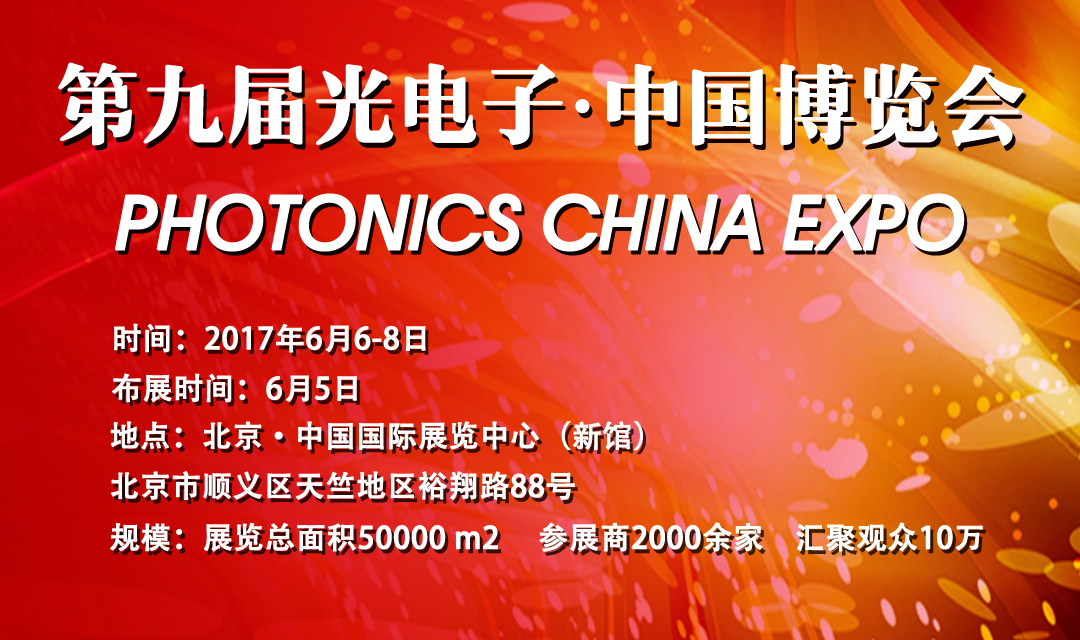 第九届光电子·中国博览会
PHOTONICS CHINA EXPO
时间：2017年6月6-8日
布展时间：6月5日
地点：北京·中国国际展览中心（新馆）
北京市顺义区天竺地区裕翔路88号
规模：展览总面积50000 m2 参展商2000余家 汇聚观众10万